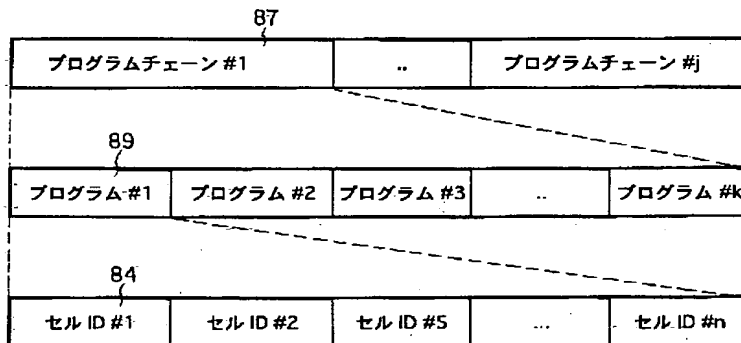 87
プログラムチェーン #1 .. プログラムチェーン #j
89
プログラム #1 プログラム #2 プログラム #3 .. プログラム #k
84
セル ID #1 セル ID #2 セル ID #5 ... セル ID #n